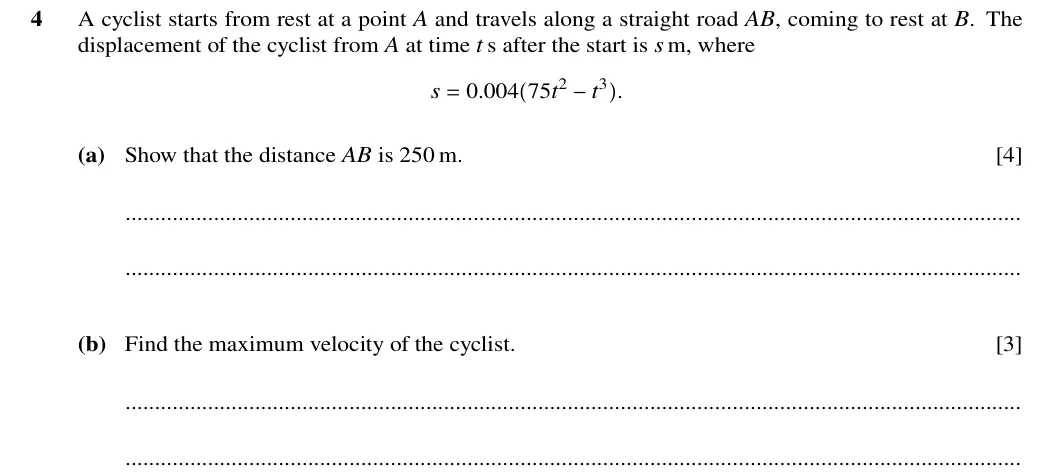 4 A cyclist starts from rest at a point A and travels along a straight road AB, coming to rest at B. The
displacement of the cyclist from A at time t s after the start is s m, where
s = 0.004(75t² – t³).
(a) Show that the distance AB is 250 m. [4]
................................................................................
................................................................................
(b) Find the maximum velocity of the cyclist. [3]
................................................................................
................................................................................